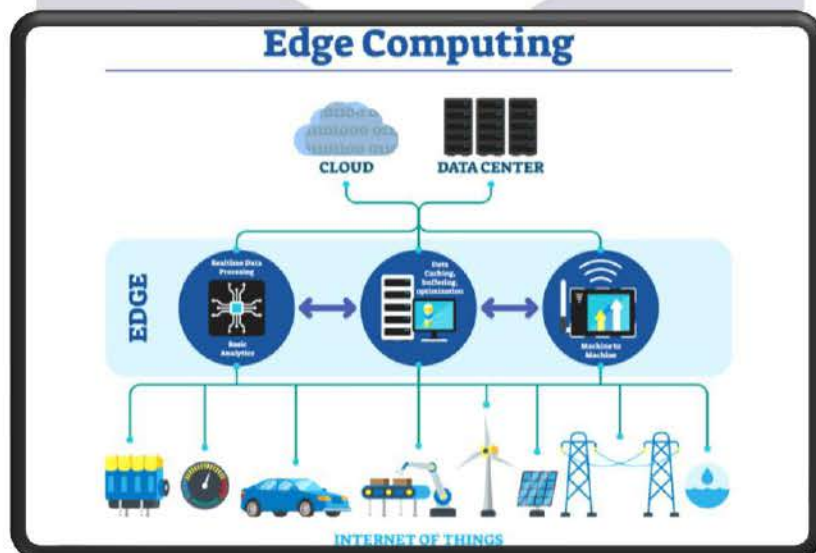 Edge Computing
CLOUD
DATA CENTER
EDGE
Realtime Data
Procesing
Basic
Analytics
Data
Caching,
buffering,
optimization
Machine to
Machine
INTERNET OF THINGS